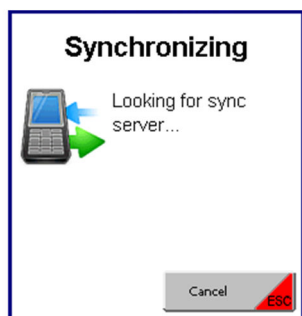 Synchronizing
Looking for sync
server...
Cancel
ESC